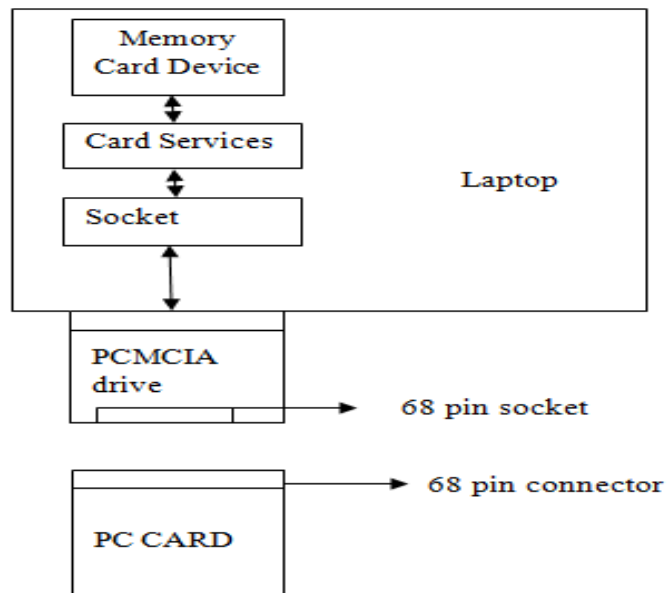 Memory
Card Device
Card Services
Laptop
Socket
PCMCIA
drive
68 pin socket
68 pin connector
PC CARD